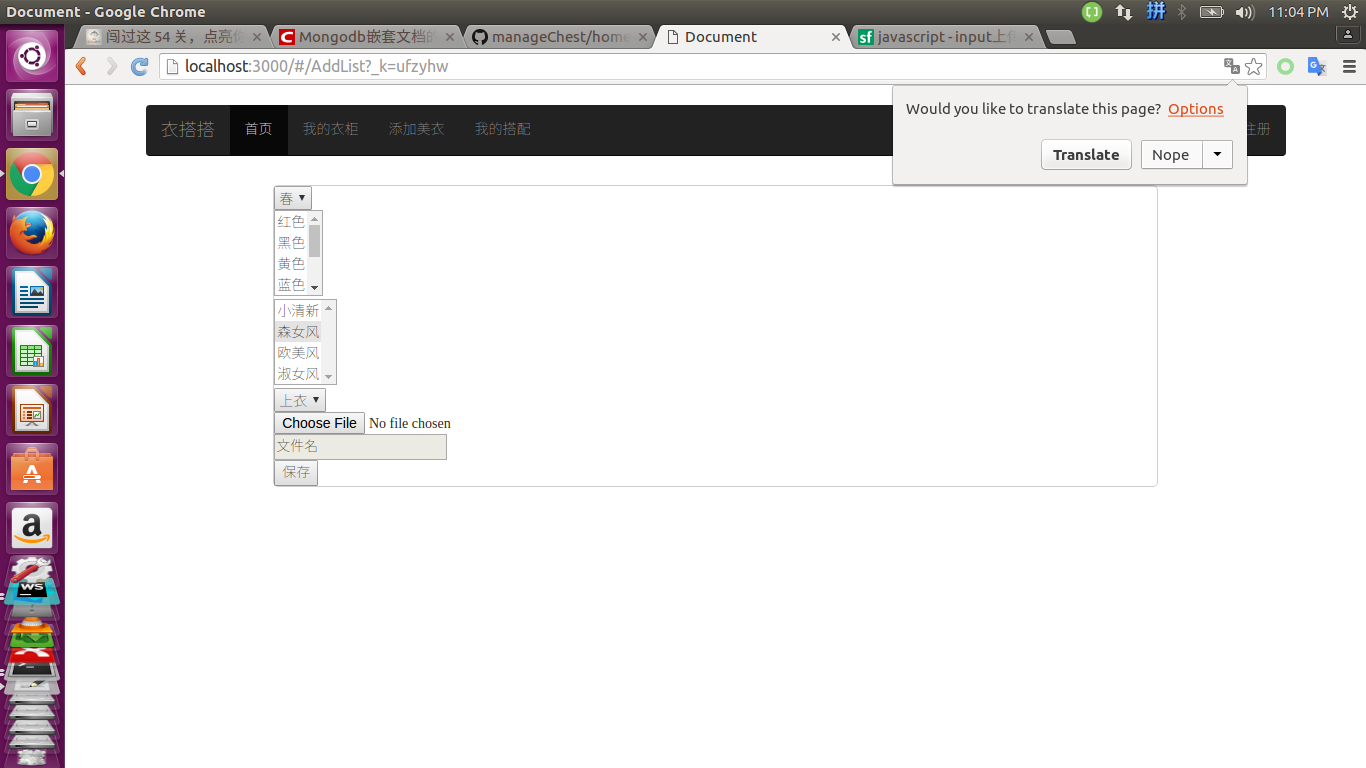 Document - Google Chrome
拼
11:04 PM
闯过这 54 关，点亮
Mongodb嵌套文档的
manageChest/home
Document
sf
javascript - input上
localhost:3000/#/AddList?_k=ufzyhw
Would you like to translate this page? Options
Translate
Nope
衣搭搭
首页
我的衣柜
添加美衣
我的搭配
注册
春
红色
黑色
黄色
蓝色
小清新
森女风
欧美风
淑女风
上衣
Choose File No file chosen
文件名
保存
WS